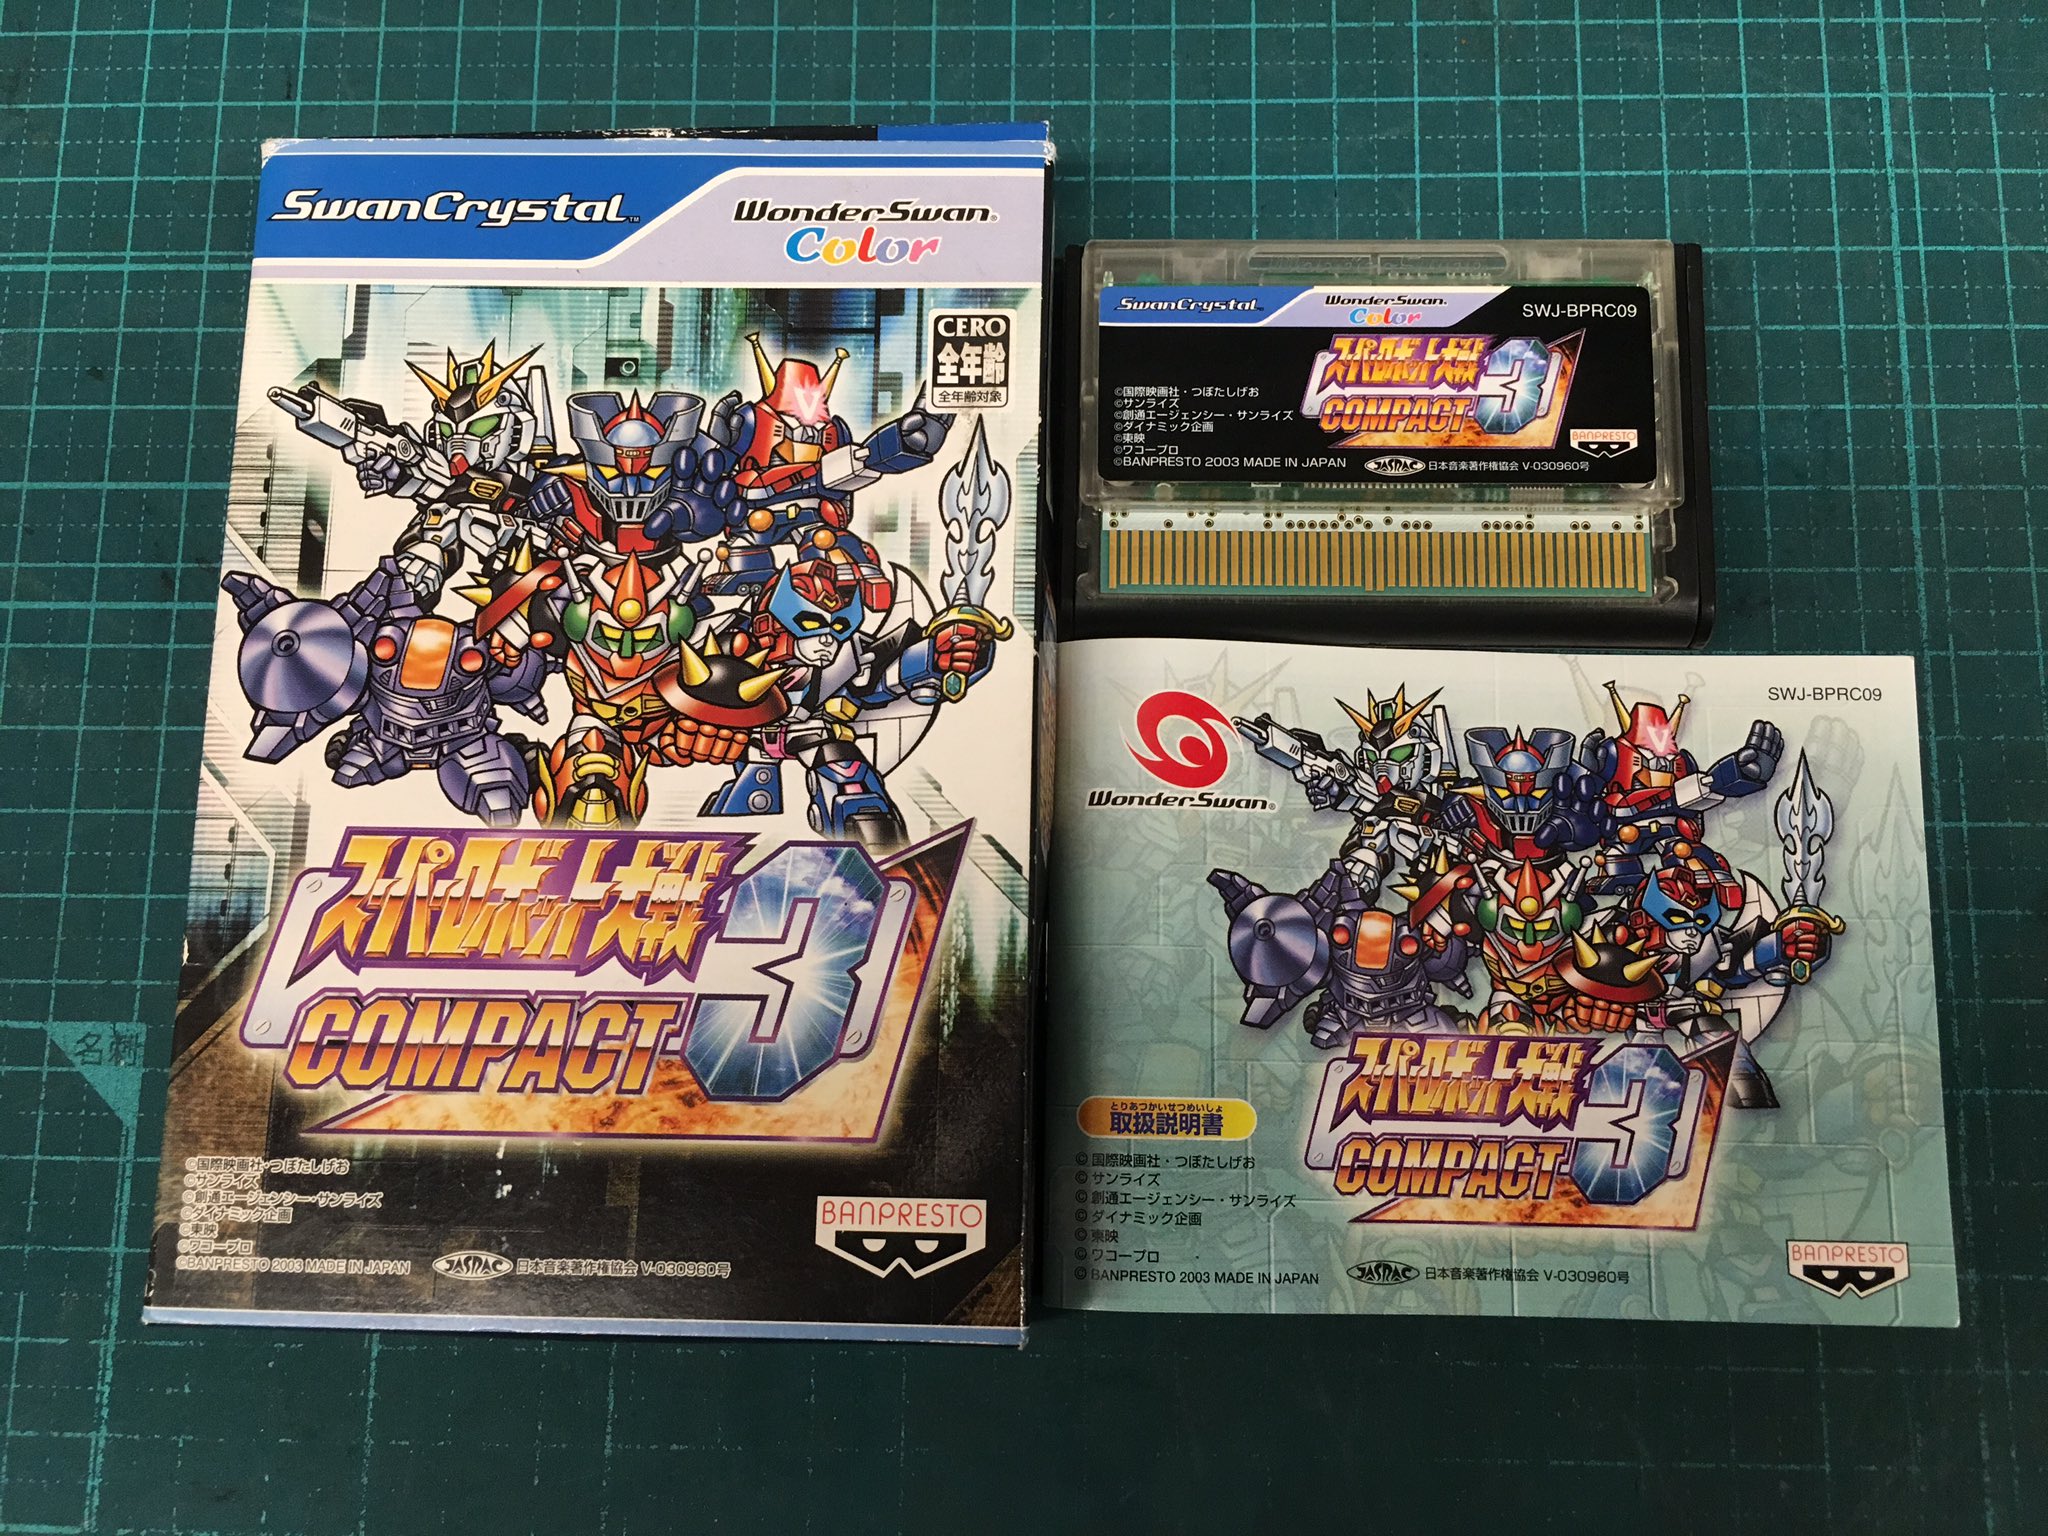 SwanCrystal™
WonderSwan®
Color
CERO
全年齢
全年齢対象
スーパーロボット大戦
COMPACT 3
©国際映画社・つぼたしげお
©サンライズ
©創通エージェンシー・サンライズ
©ダイナミック企画
©東映
©ワコープロ
©BANPRESTO 2003 MADE IN JAPAN
JASRAC 日本音楽著作権協会 V-030960号
BANPRESTO
名刺
SwanCrystal
WonderSwan®
Color
SWJ-BPRC09
スーパーロボット大戦
COMPACT 3
©国際映画社・つぼたしげお
©サンライズ
©創通エージェンシー・サンライズ
©ダイナミック企画
©東映
©ワコープロ
©BANPRESTO 2003 MADE IN JAPAN
JASRAC 日本音楽著作権協会 V-030960号
BANPRESTO
SWJ-BPRC09
WonderSwan®
スーパーロボット大戦
COMPACT 3
とりあつかいせつめいしょ
取扱説明書
© 国際映画社・つぼたしげお
© サンライズ
© 創通エージェンシー・サンライズ
© ダイナミック企画
© 東映
© ワコープロ
© BANPRESTO 2003 MADE IN JAPAN
JASRAC 日本音楽著作権協会 V-030960号
BANPRESTO